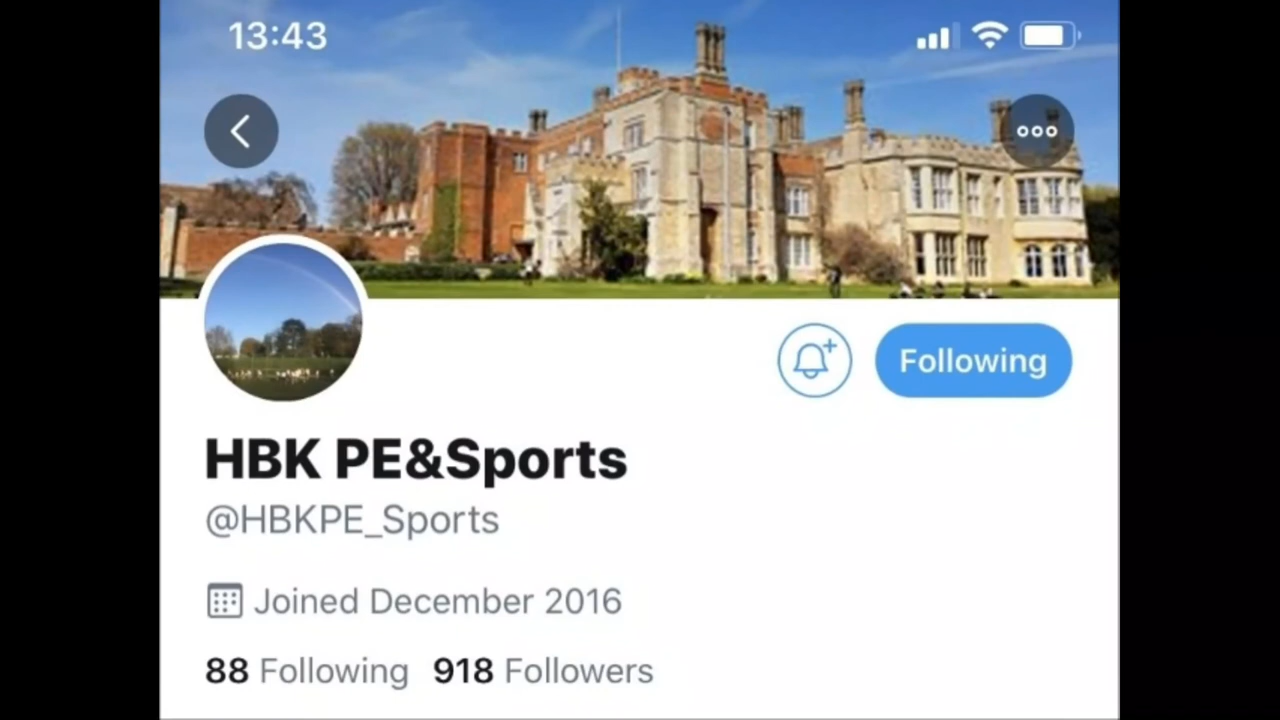 13:43
Following
HBK PE&Sports
@HBKPE_Sports
Joined December 2016
88 Following 918 Followers